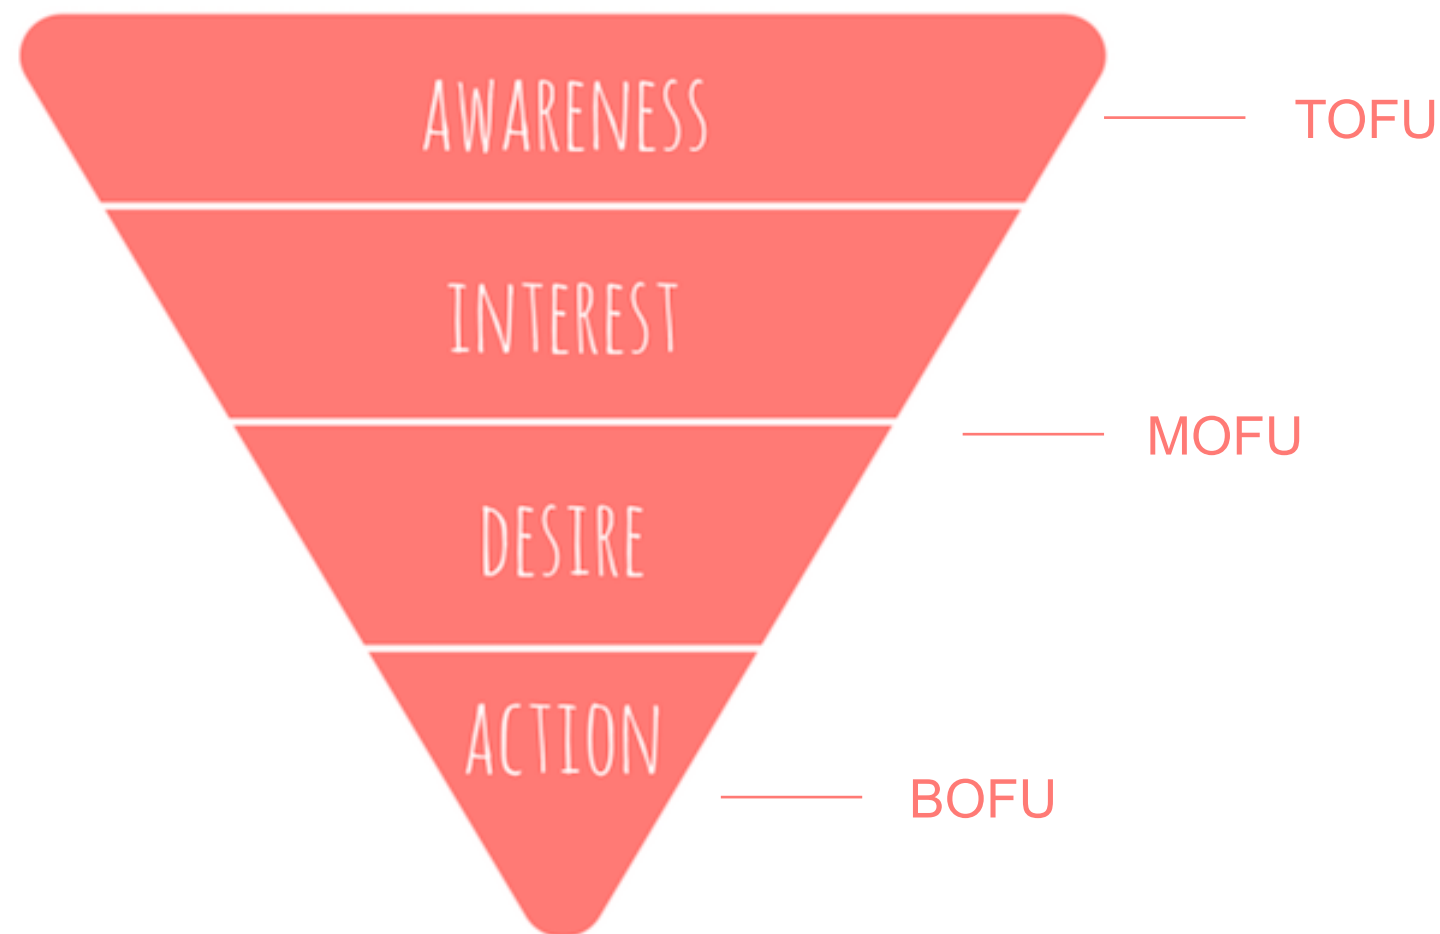 AWARENESS
TOFU
INTEREST
MOFU
DESIRE
ACTION
BOFU